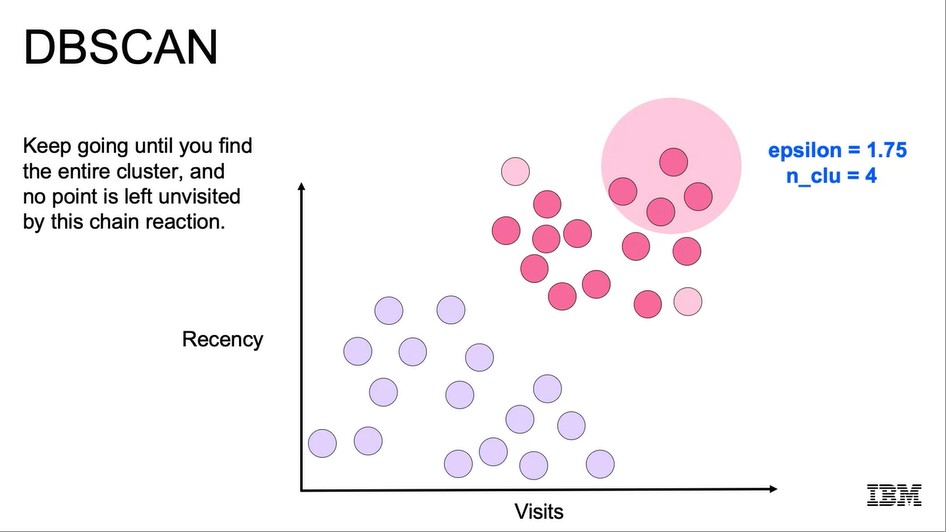 DBSCAN
Keep going until you find
the entire cluster, and
no point is left unvisited
by this chain reaction.
epsilon = 1.75
n_clu = 4
Recency
Visits
IBM